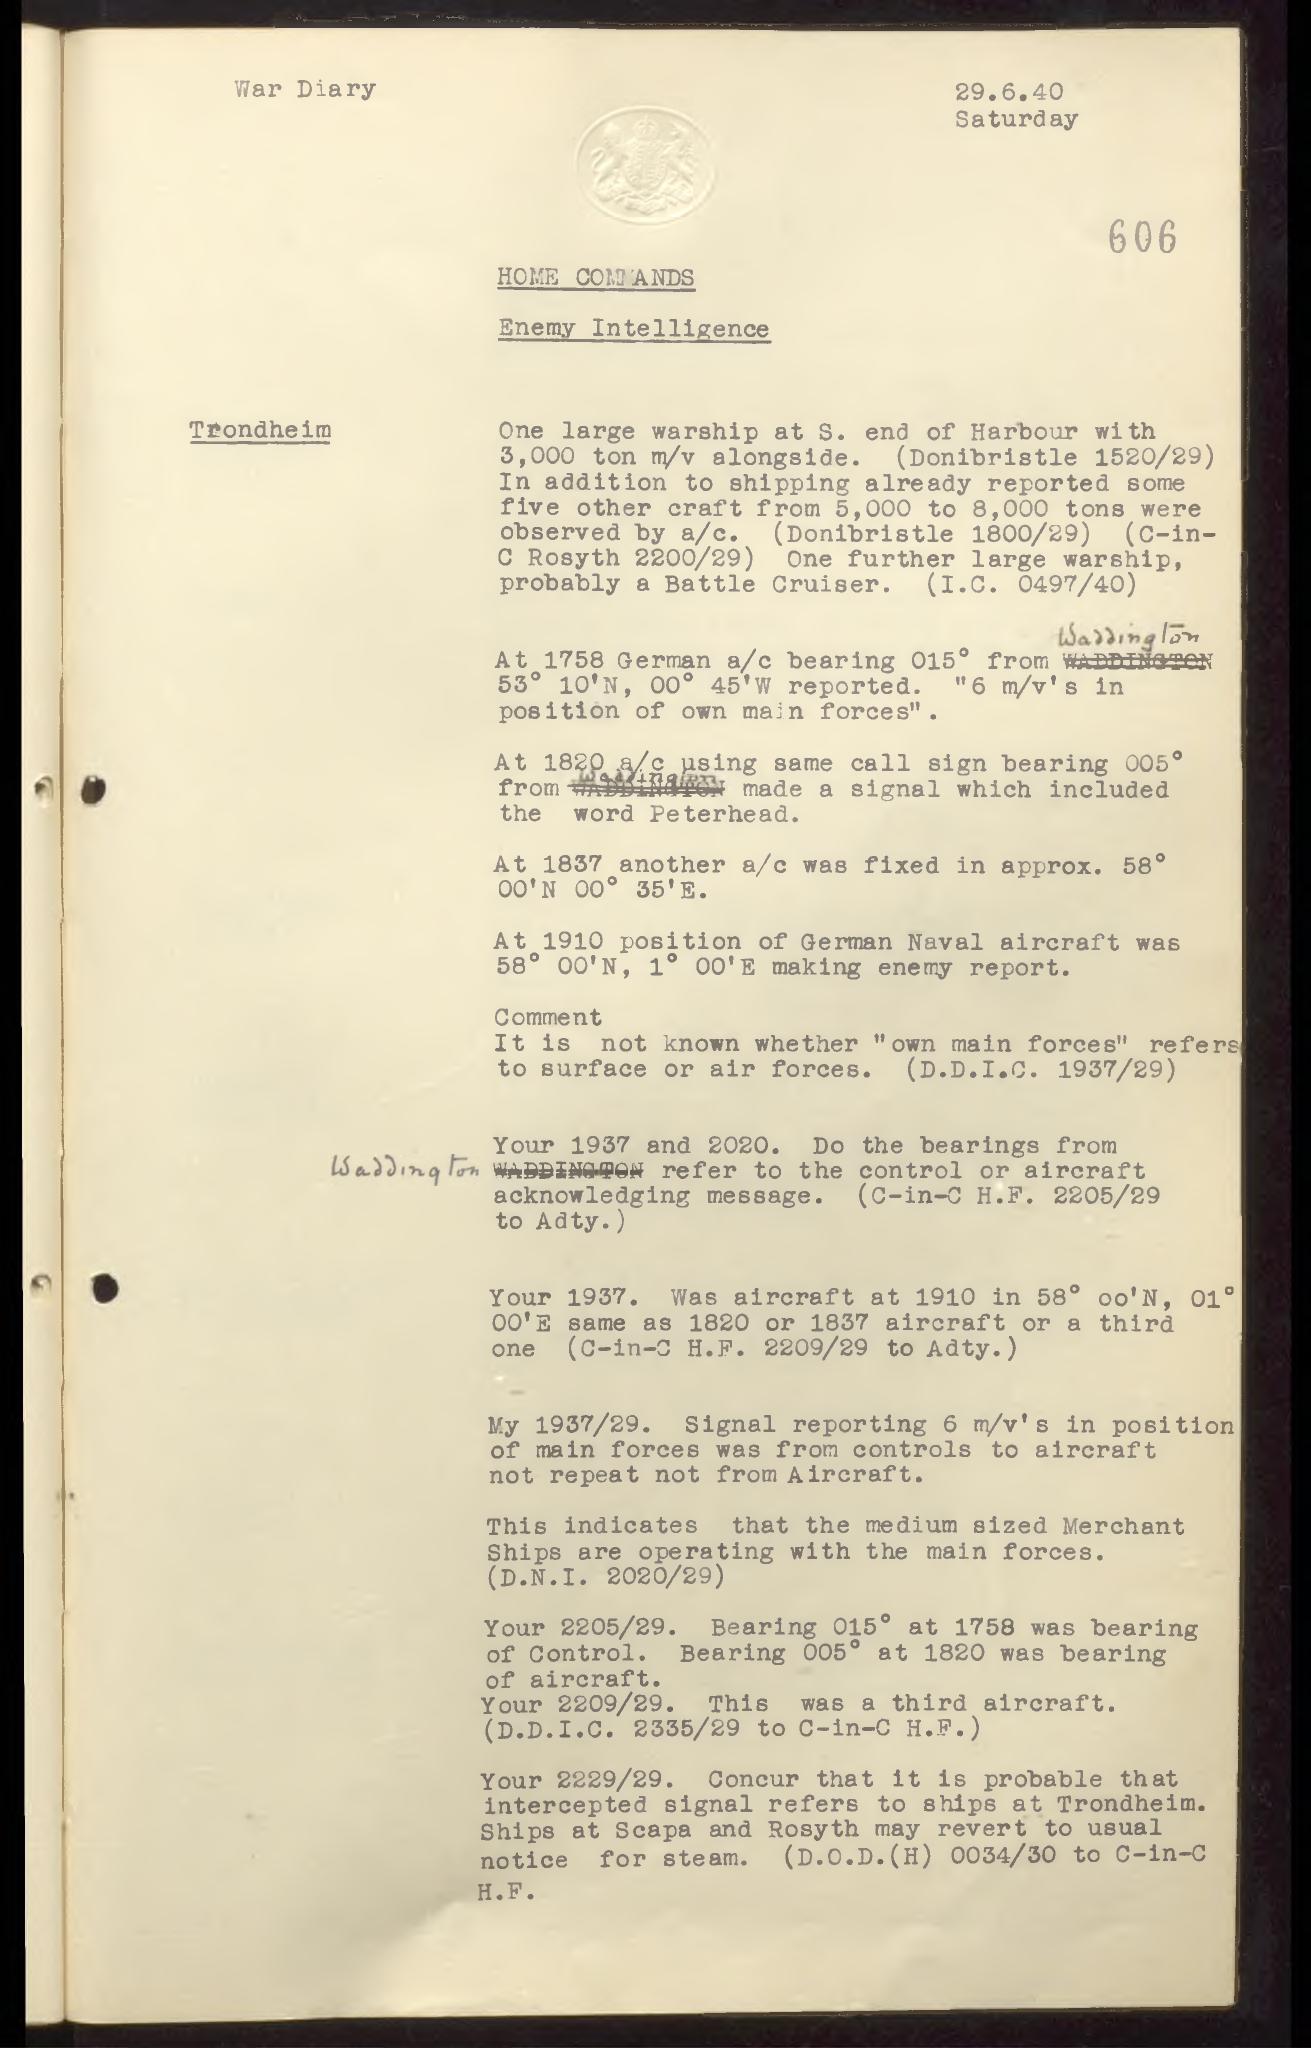 War Diary
29.6.40
Saturday
606
HOME COMMANDS
Enemy Intelligence
Trondheim
One large warship at S. end of Harbour with
3,000 ton m/v alongside. (Donibristle 1520/29)
In addition to shipping already reported some
five other craft from 5,000 to 8,000 tons were
observed by a/c. (Donibristle 1800/29) (C-in-
C Rosyth 2200/29) One further large warship,
probably a Battle Cruiser. (I.C. 0497/40)
Waddington
At 1758 German a/c bearing 015° from WADDINGTON
53° 10'N, 00° 45'W reported. "6 m/v's in
position of own main forces".
At 1820 a/c using same call sign bearing 005°
Waddington
from WADDINGTON made a signal which included
the word Peterhead.
At 1837 another a/c was fixed in approx. 58°
00'N 00° 35'E.
At 1910 position of German Naval aircraft was
58° 00'N, 1° 00'E making enemy report.
Comment
It is not known whether "own main forces" refers
to surface or air forces. (D.D.I.C. 1937/29)
Your 1937 and 2020. Do the bearings from
Waddington WADDINGTON refer to the control or aircraft
acknowledging message. (C-in-C H.F. 2205/29
to Adty.)
Your 1937. Was aircraft at 1910 in 58° oo'N, 01°
00'E same as 1820 or 1837 aircraft or a third
one (C-in-C H.F. 2209/29 to Adty.)
My 1937/29. Signal reporting 6 m/v's in position
of main forces was from controls to aircraft
not repeat not from Aircraft.
This indicates that the medium sized Merchant
Ships are operating with the main forces.
(D.N.I. 2020/29)
Your 2205/29. Bearing 015° at 1758 was bearing
of Control. Bearing 005° at 1820 was bearing
of aircraft.
Your 2209/29. This was a third aircraft.
(D.D.I.C. 2335/29 to C-in-C H.F.)
Your 2229/29. Concur that it is probable that
intercepted signal refers to ships at Trondheim.
Ships at Scapa and Rosyth may revert to usual
notice for steam. (D.O.D.(H) 0034/30 to C-in-C
H.F.